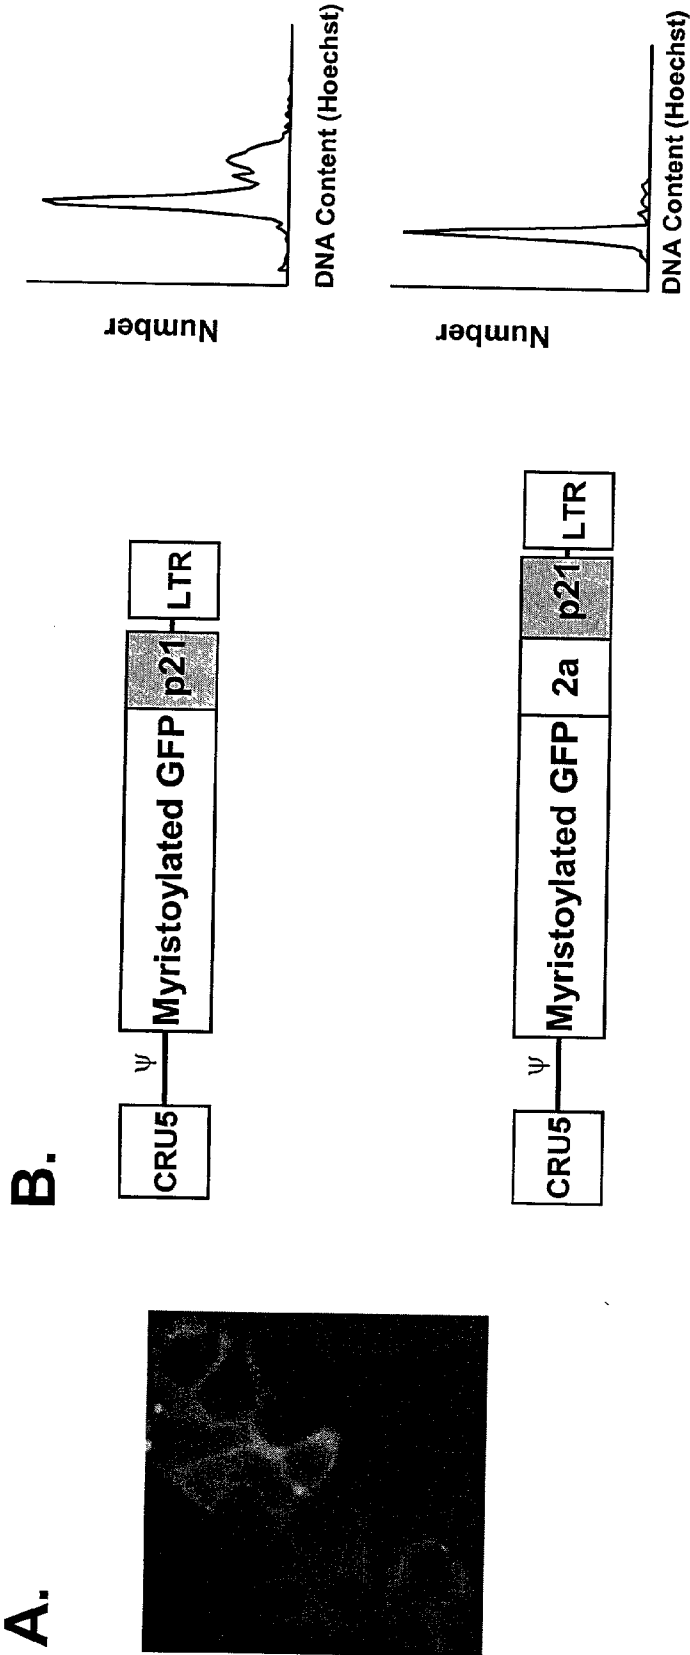 A.
B.
CRU5
Ψ
Myristoylated GFP
p21
LTR
Number
DNA Content (Hoechst)
CRU5
Ψ
Myristoylated GFP
2a
p21
LTR
Number
DNA Content (Hoechst)